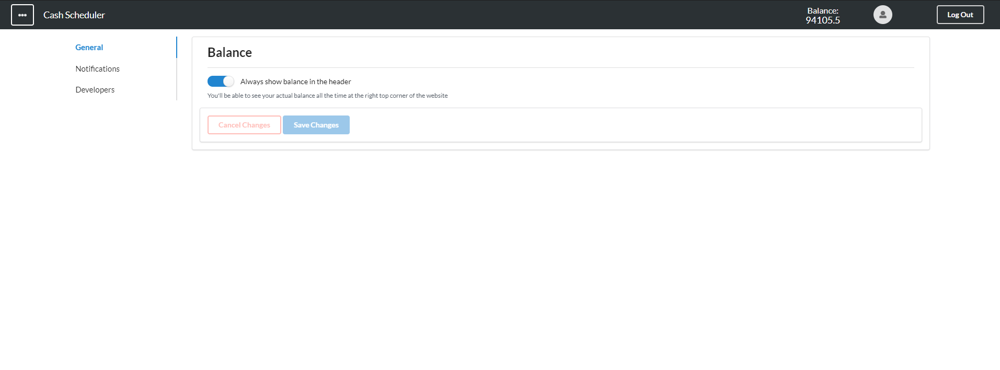 Cash Scheduler
Balance:
94105.5
Log Out
General
Notifications
Developers
Balance
Always show balance in the header
You'll be able to see your actual balance all the time at the right top corner of the website
Cancel Changes
Save Changes